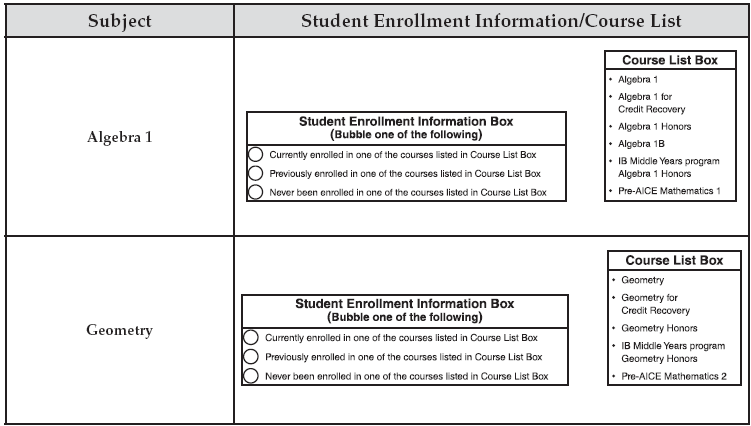 Subject
Student Enrollment Information/Course List
Algebra 1
Student Enrollment Information Box
(Bubble one of the following)
Currently enrolled in one of the courses listed in Course List Box
Previously enrolled in one of the courses listed in Course List Box
Never been enrolled in one of the courses listed in Course List Box
Course List Box
• Algebra 1
• Algebra 1 for
Credit Recovery
• Algebra 1 Honors
• Algebra 1B
• IB Middle Years program
Algebra 1 Honors
• Pre-AICE Mathematics 1
Geometry
Student Enrollment Information Box
(Bubble one of the following)
Currently enrolled in one of the courses listed in Course List Box
Previously enrolled in one of the courses listed in Course List Box
Never been enrolled in one of the courses listed in Course List Box
Course List Box
• Geometry
• Geometry for
Credit Recovery
• Geometry Honors
• IB Middle Years program
Geometry Honors
• Pre-AICE Mathematics 2